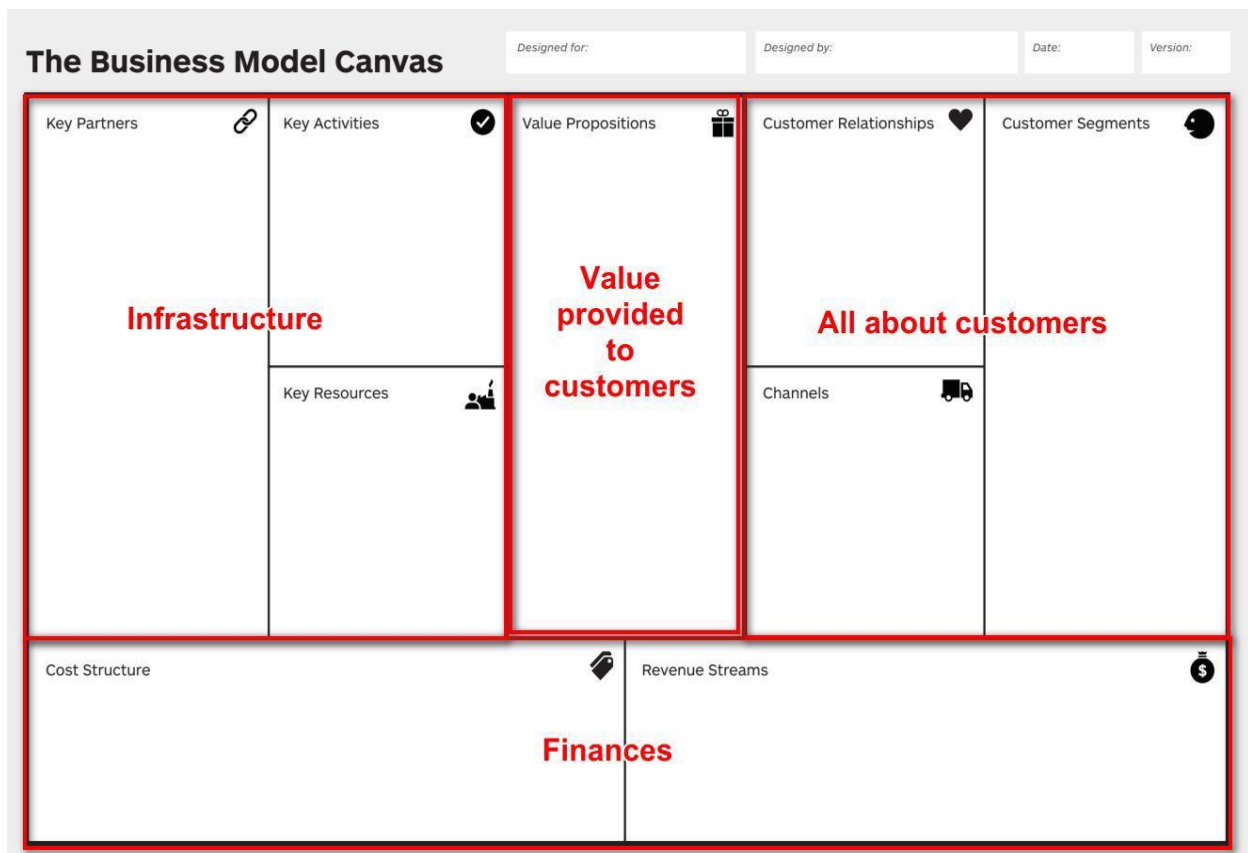 The Business Model Canvas
Designed for:
Designed by:
Date:
Version:
Key Partners
Key Activities
Value Propositions
Customer Relationships
Customer Segments
Infrastructure
Value
provided
to
customers
All about customers
Key Resources
Channels
Cost Structure
Revenue Streams
$
Finances